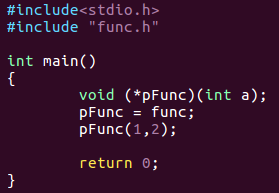 #include<stdio.h>
#include "func.h"

int main()
{
        void (*pFunc)(int a);
        pFunc = func;
        pFunc(1,2);

        return 0;
}